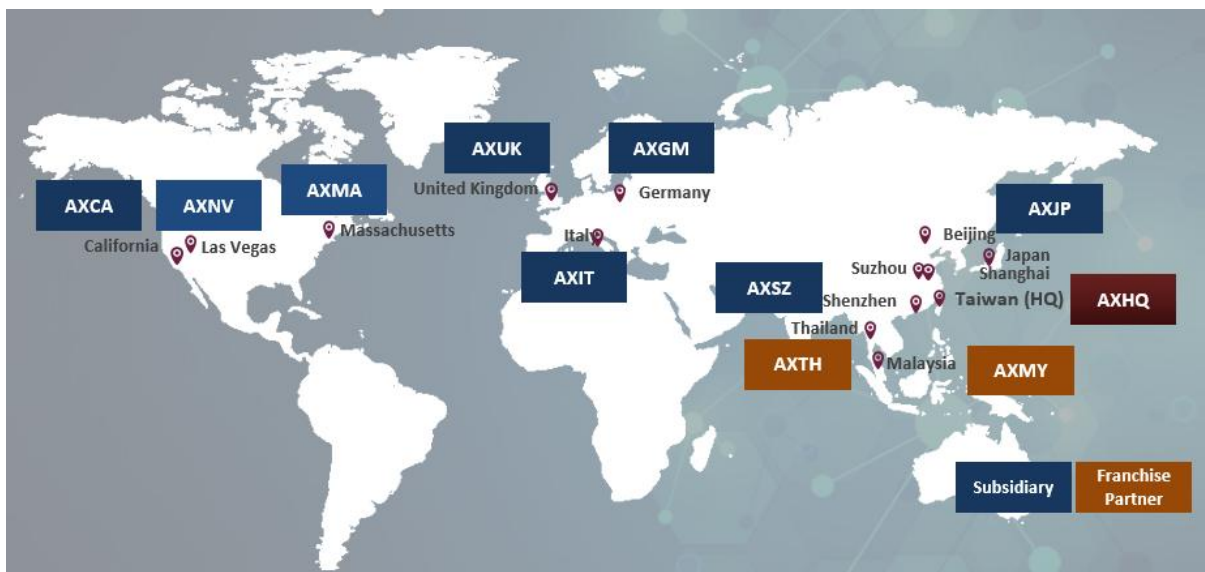 AXUK
AXGM
AXMA
AXCA
AXNV
AXJP
United Kingdom
Germany
Massachusetts
California
Las Vegas
Italy
Beijing
Japan
Suzhou
Shanghai
AXIT
AXSZ
Shenzhen
Taiwan (HQ)
AXHQ
Thailand
AXTH
Malaysia
AXMY
Subsidiary
Franchise
Partner